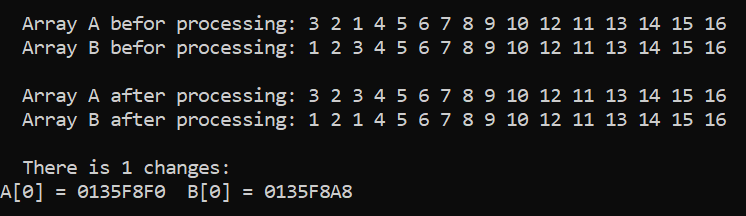 Array A befor processing: 3 2 1 4 5 6 7 8 9 10 12 11 13 14 15 16
Array B befor processing: 1 2 3 4 5 6 7 8 9 10 12 11 13 14 15 16
Array A after processing: 3 2 3 4 5 6 7 8 9 10 12 11 13 14 15 16
Array B after processing: 1 2 1 4 5 6 7 8 9 10 12 11 13 14 15 16
There is 1 changes:
A[0] = 0135F8F0  B[0] = 0135F8A8